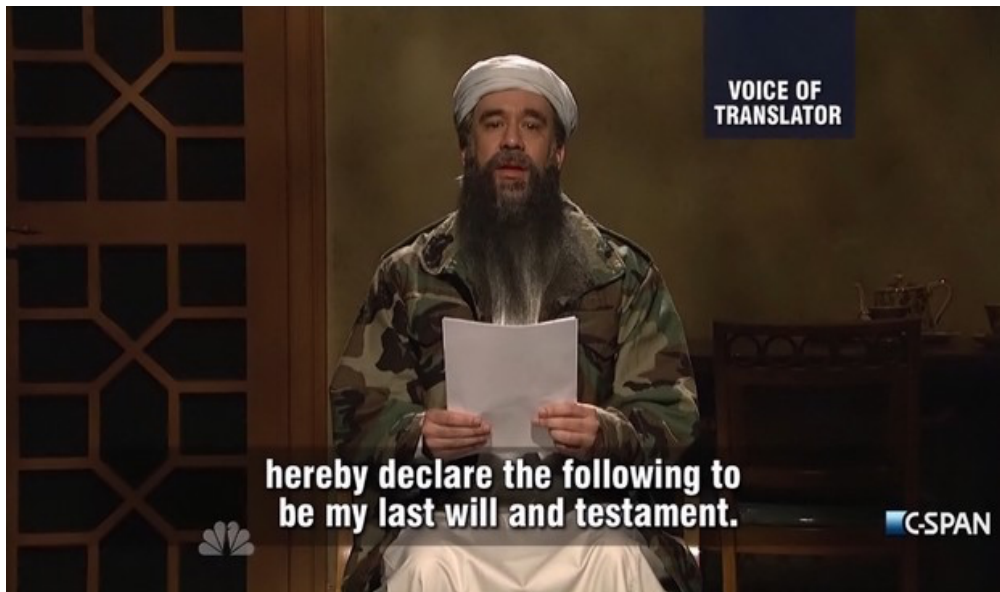 VOICE OF
TRANSLATOR
hereby declare the following to
be my last will and testament.
C-SPAN